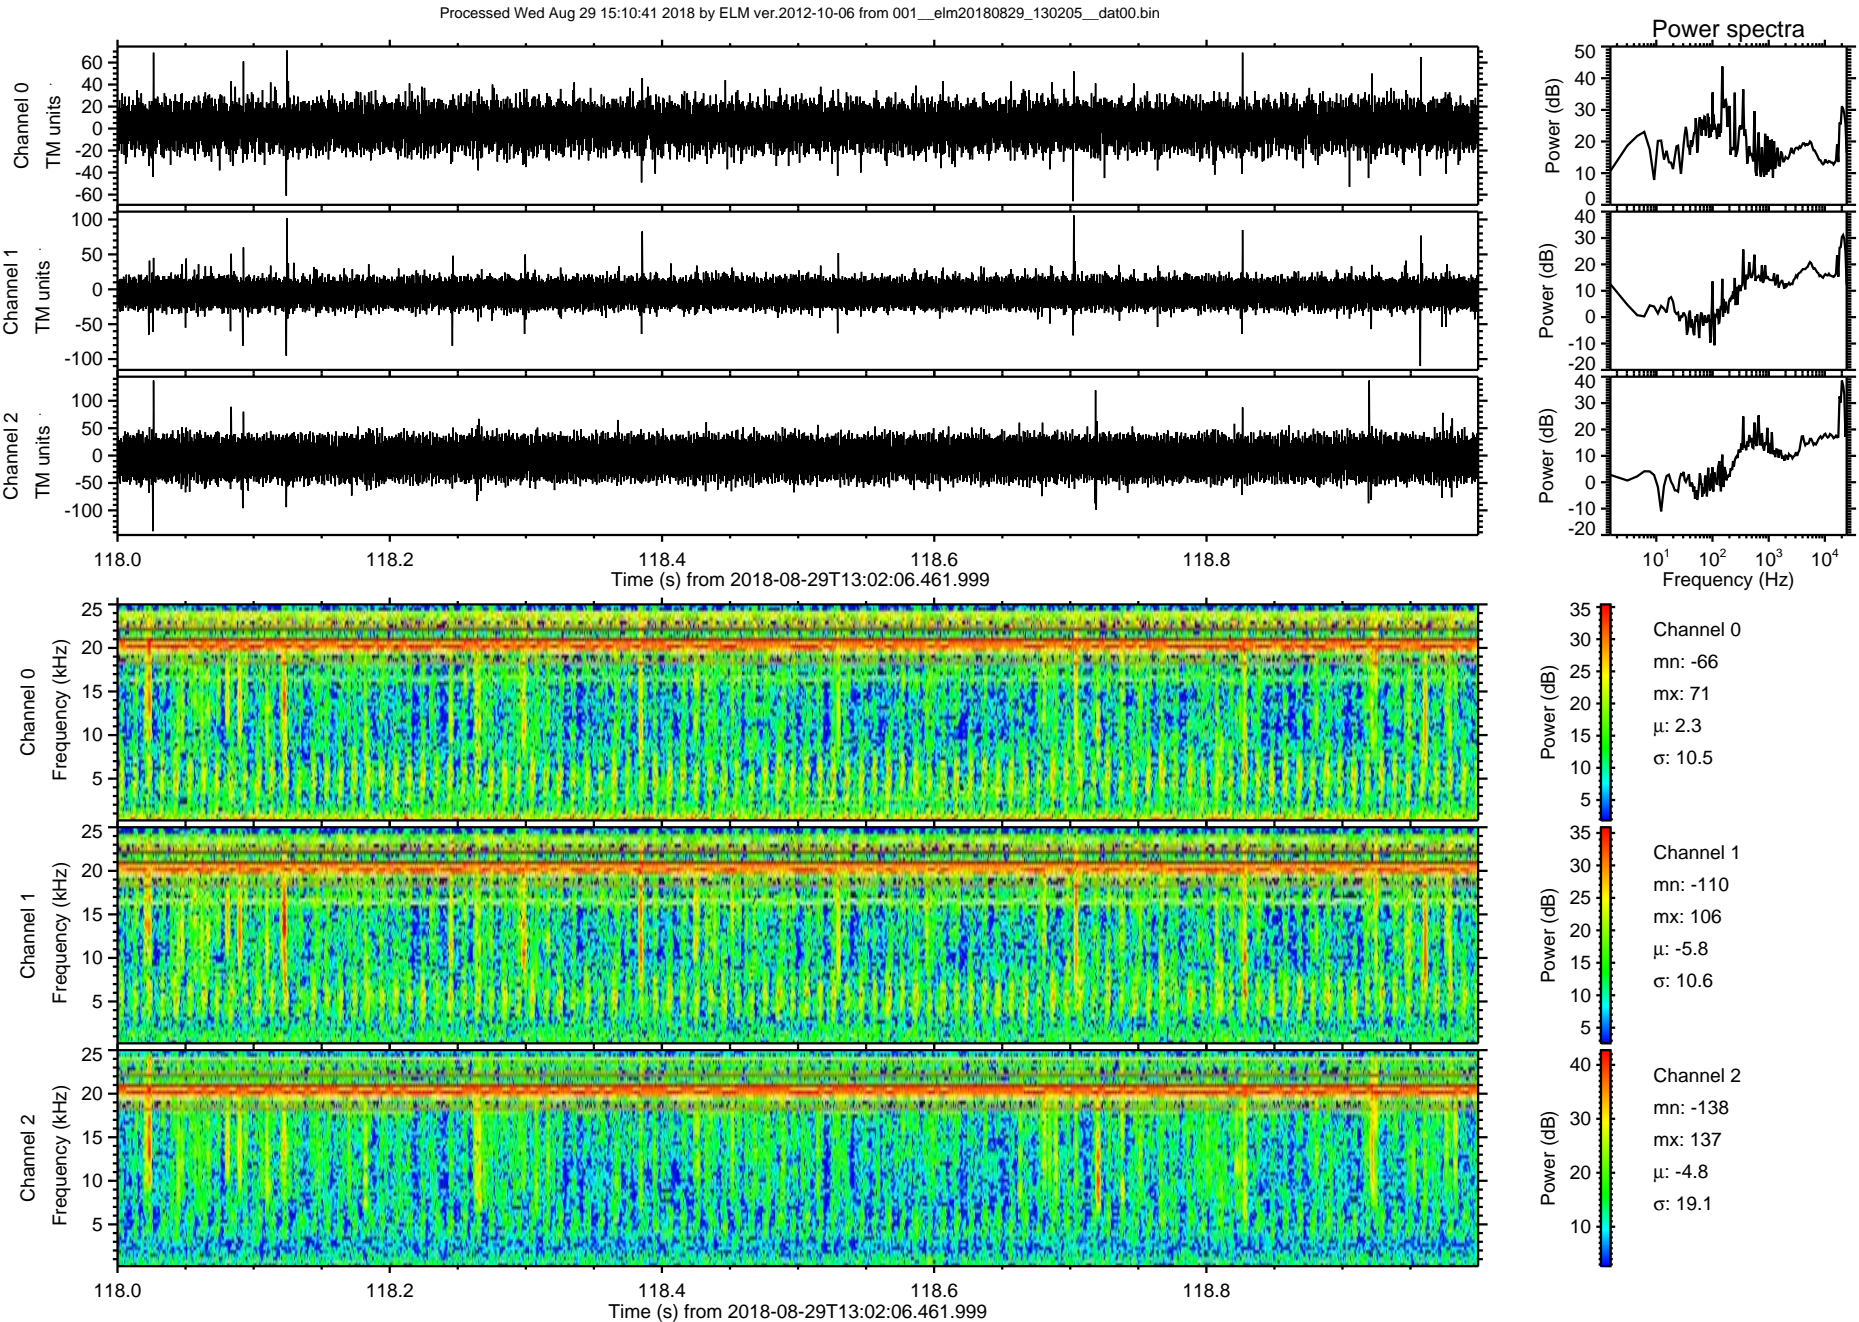 Processed Wed Aug 29 15:10:41 2018 by ELM ver.2012-10-06 from 001__elm20180829_130205__dat00.bin
Power spectra
Channel 0
TM units
60
40
20
0
-20
-40
-60
Power (dB)
50
40
30
20
10
0
Channel 1
TM units
100
50
0
-50
-100
Power (dB)
40
30
20
10
0
-10
-20
Channel 2
TM units
100
50
0
-50
-100
Power (dB)
40
30
20
10
0
-10
-20
118.0 118.2 118.4 118.6 118.8
Time (s) from 2018-08-29T13:02:06.461.999
10^1 10^2 10^3 10^4
Frequency (Hz)
Channel 0
Frequency (kHz)
25
20
15
10
5
Power (dB)
35
30
25
20
15
10
5
Channel 0
mn: -66
mx: 71
μ: 2.3
σ: 10.5
Channel 1
Frequency (kHz)
25
20
15
10
5
Power (dB)
35
30
25
20
15
10
5
Channel 1
mn: -110
mx: 106
μ: -5.8
σ: 10.6
Channel 2
Frequency (kHz)
25
20
15
10
5
Power (dB)
40
30
20
10
Channel 2
mn: -138
mx: 137
μ: -4.8
σ: 19.1
118.0 118.2 118.4 118.6 118.8
Time (s) from 2018-08-29T13:02:06.461.999